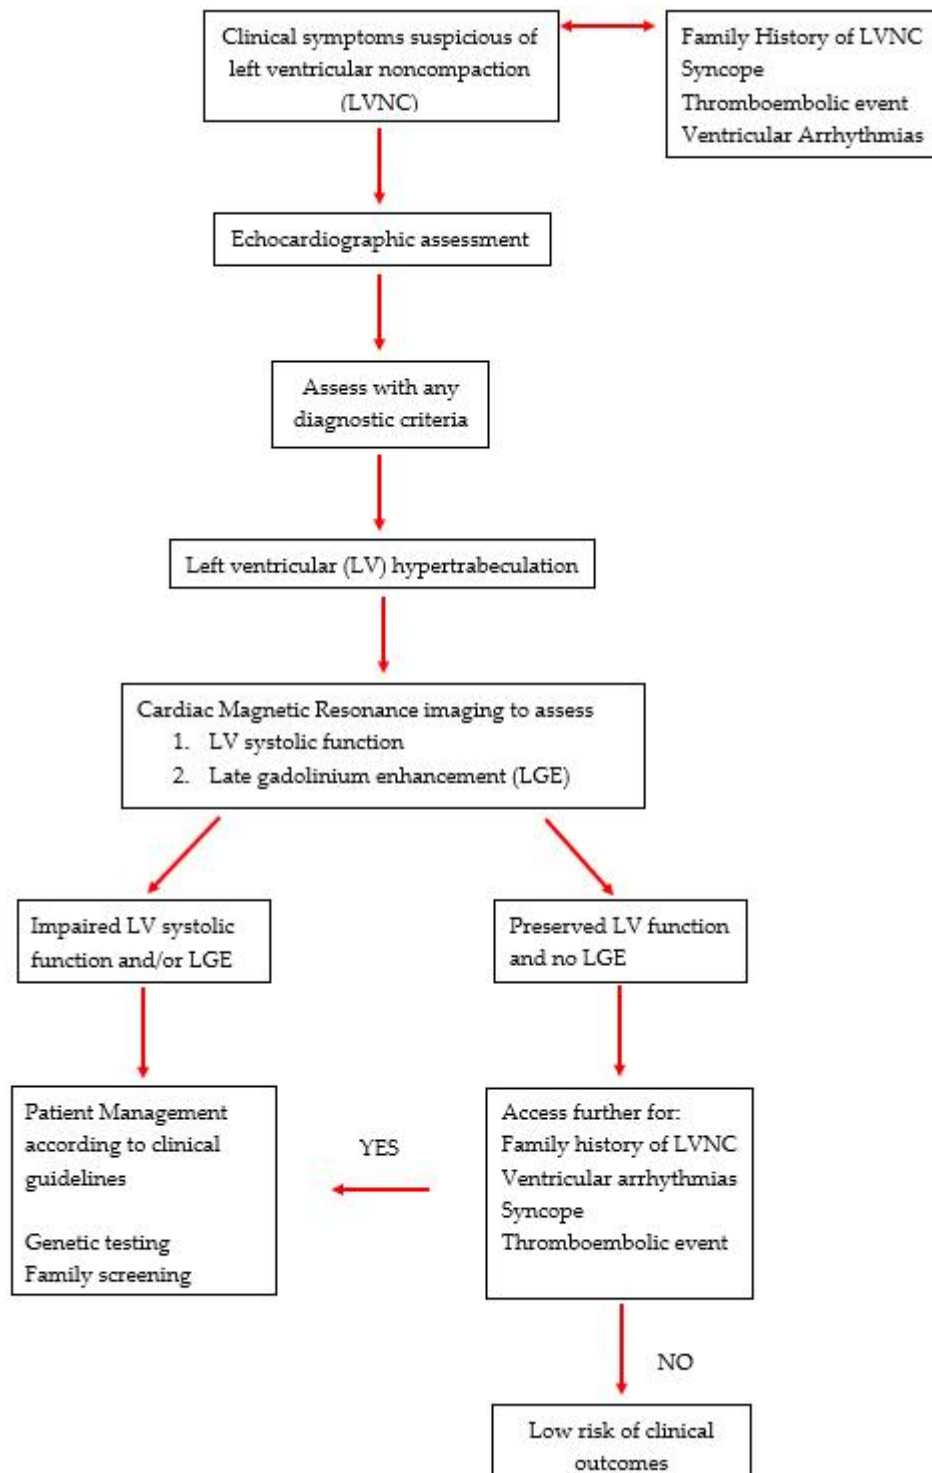 Clinical symptoms suspicious of
left ventricular noncompaction
(LVNC)
Family History of LVNC
Syncope
Thromboembolic event
Ventricular Arrhythmias
Echocardiographic assessment
Assess with any
diagnostic criteria
Left ventricular (LV) hypertrabeculation
Cardiac Magnetic Resonance imaging to assess
1. LV systolic function
2. Late gadolinium enhancement (LGE)
Impaired LV systolic
function and/or LGE
Preserved LV function
and no LGE
Patient Management
according to clinical
guidelines
Genetic testing
Family screening
YES
Access further for:
Family history of LVNC
Ventricular arrhythmias
Syncope
Thromboembolic event
NO
Low risk of clinical
outcomes